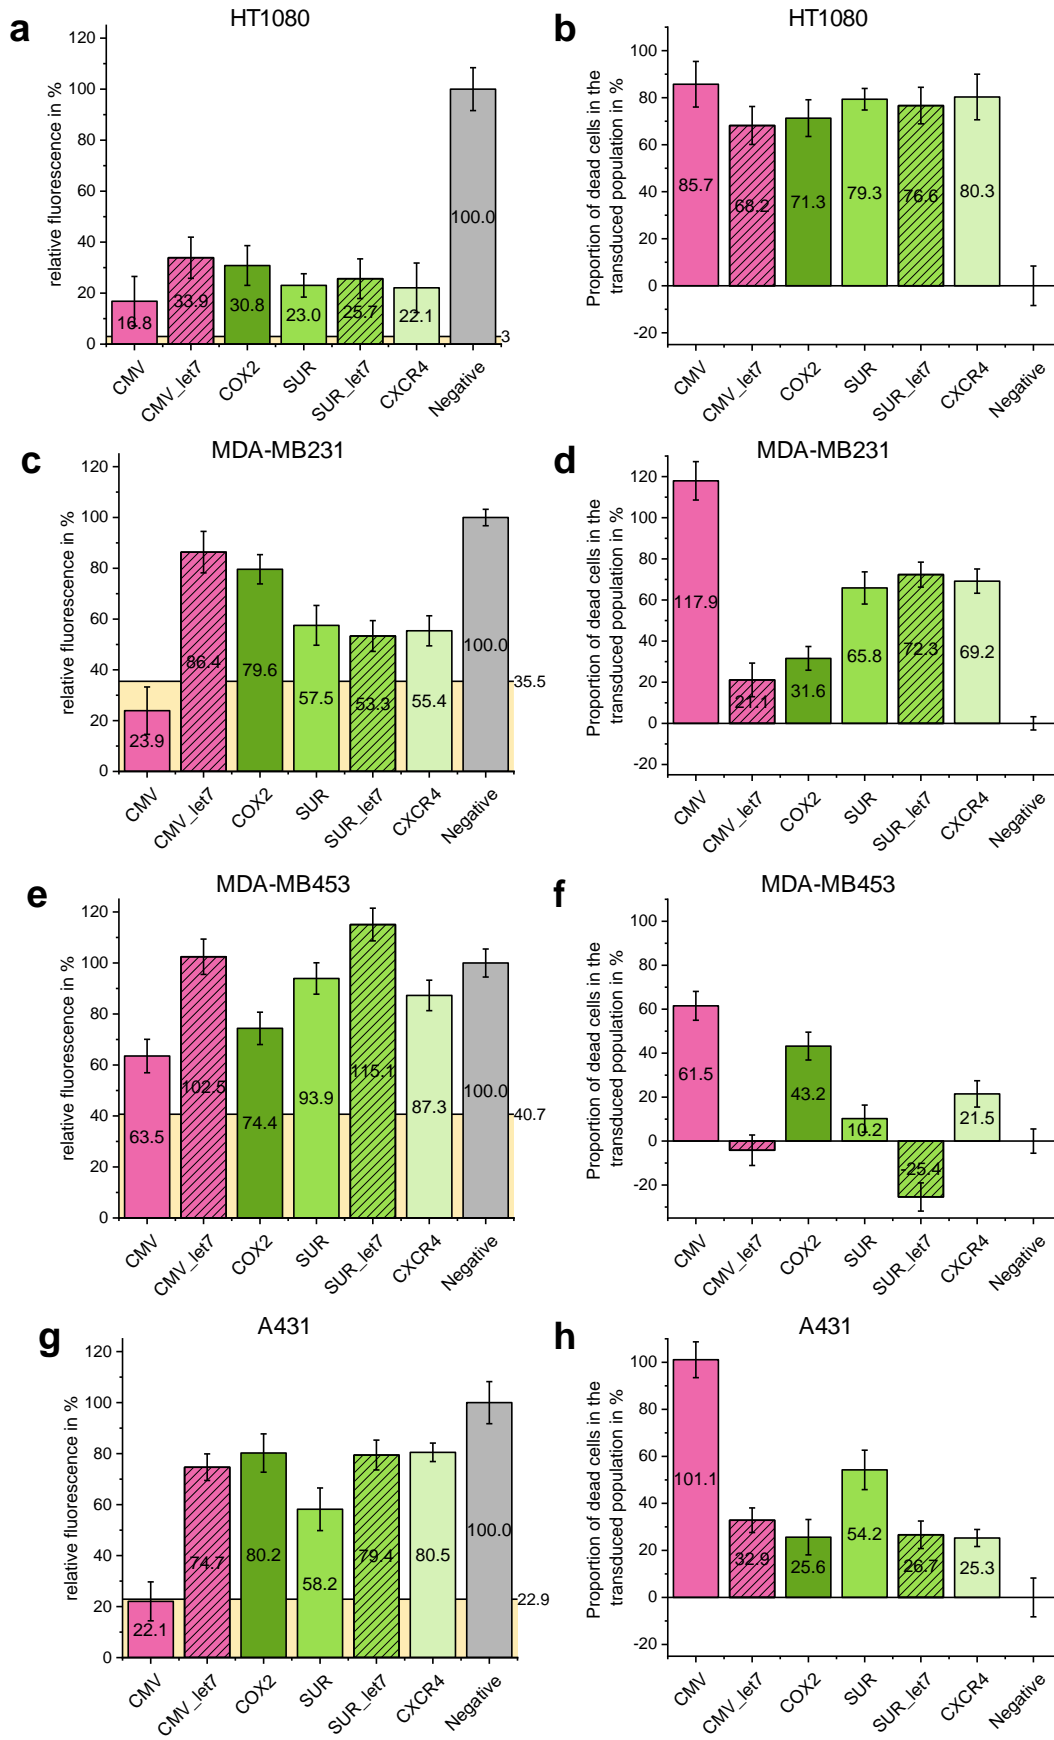 a
HT1080
relative fluorescence in %
120
100
80
60
40
20
0
16.8
33.9
30.8
23.0
25.7
22.1
100.0
3
CMV
CMV_let7
COX2
SUR
SUR_let7
CXCR4
Negative
b
HT1080
Proportion of dead cells in the
transduced population in %
100
80
60
40
20
0
-20
85.7
68.2
71.3
79.3
76.6
80.3
CMV
CMV_let7
COX2
SUR
SUR_let7
CXCR4
Negative
c
MDA-MB231
relative fluorescence in %
120
100
80
60
40
20
0
23.9
86.4
79.6
57.5
53.3
55.4
100.0
35.5
CMV
CMV_let7
COX2
SUR
SUR_let7
CXCR4
Negative
d
MDA-MB231
Proportion of dead cells in the
transduced population in %
120
100
80
60
40
20
0
-20
117.9
21.1
31.6
65.8
72.3
69.2
CMV
CMV_let7
COX2
SUR
SUR_let7
CXCR4
Negative
e
MDA-MB453
relative fluorescence in %
120
100
80
60
40
20
0
63.5
102.5
74.4
93.9
115.1
87.3
100.0
40.7
CMV
CMV_let7
COX2
SUR
SUR_let7
CXCR4
Negative
f
MDA-MB453
Proportion of dead cells in the
transduced population in %
100
80
60
40
20
0
-20
61.5
43.2
10.2
-25.4
21.5
CMV
CMV_let7
COX2
SUR
SUR_let7
CXCR4
Negative
g
A431
relative fluorescence in %
120
100
80
60
40
20
0
22.1
74.7
80.2
58.2
79.4
80.5
100.0
22.9
CMV
CMV_let7
COX2
SUR
SUR_let7
CXCR4
Negative
h
A431
Proportion of dead cells in the
transduced population in %
100
80
60
40
20
0
-20
101.1
32.9
25.6
54.2
26.7
25.3
CMV
CMV_let7
COX2
SUR
SUR_let7
CXCR4
Negative